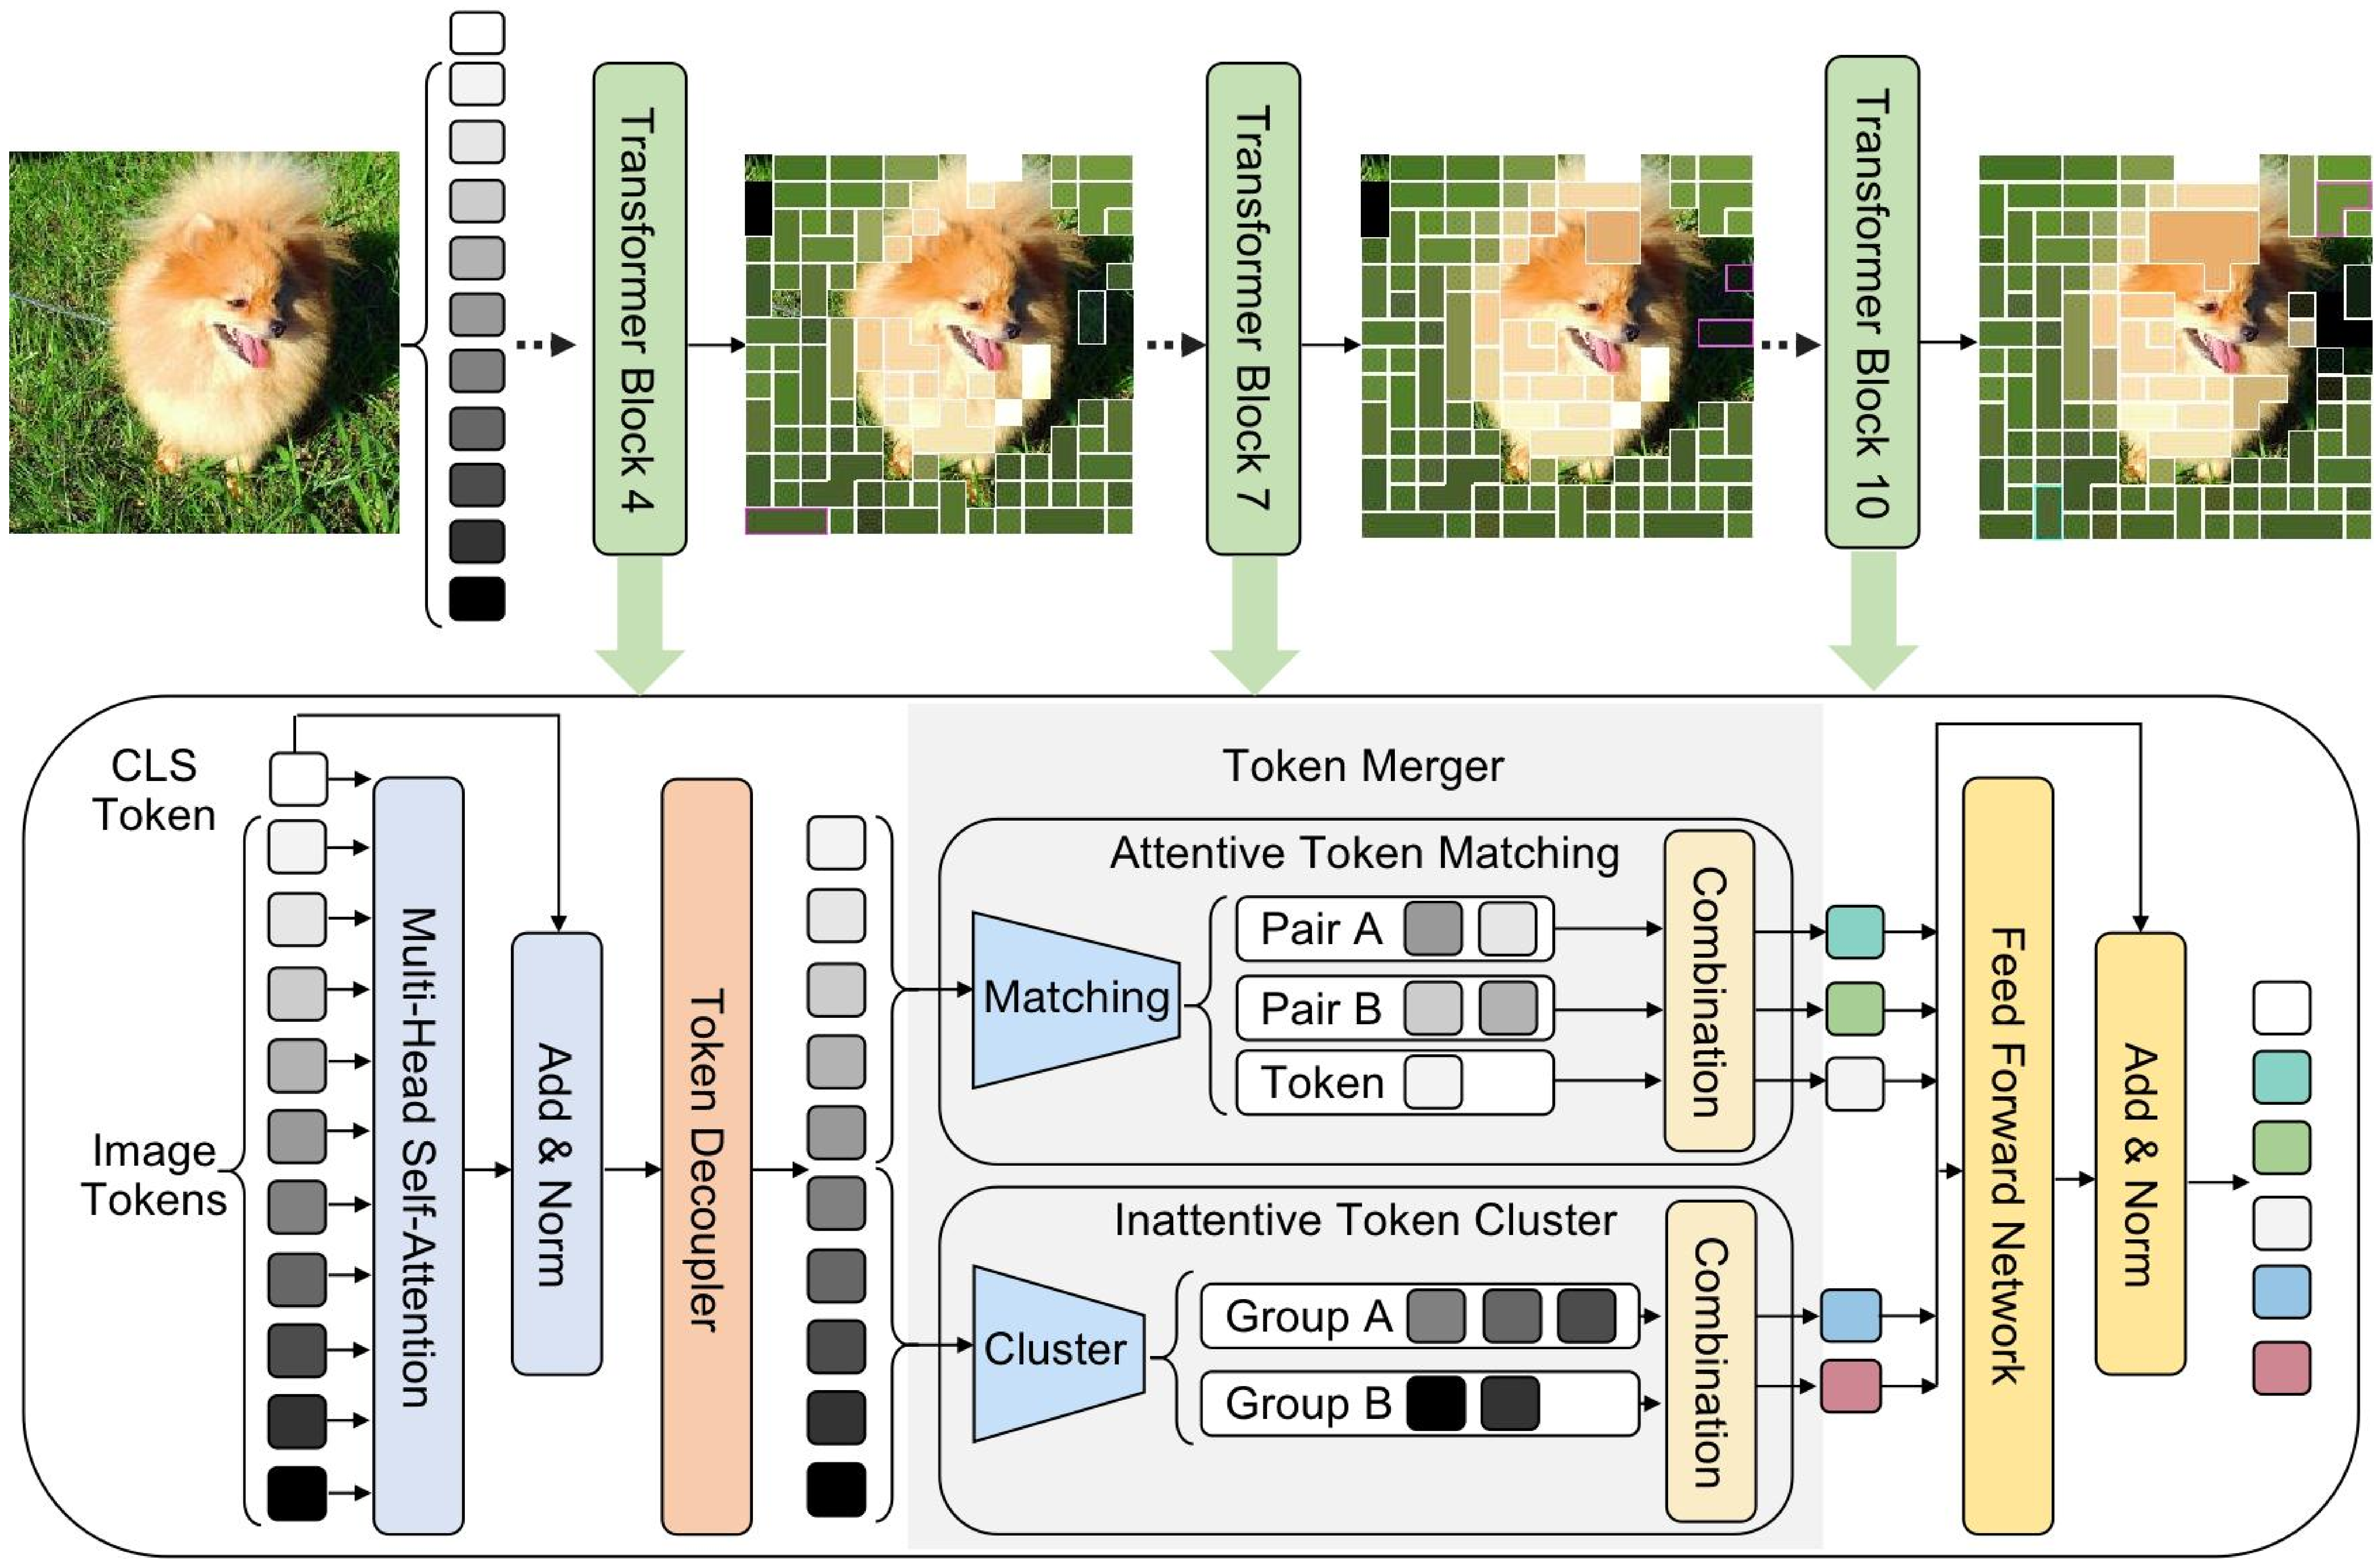 Transformer Block 4
Transformer Block 7
Transformer Block 10
CLS
Token
Image
Tokens
Multi-Head Self-Attention
Add & Norm
Token Decoupler
Token Merger
Attentive Token Matching
Matching
Pair A
Pair B
Token
Combination
Inattentive Token Cluster
Cluster
Group A
Group B
Combination
Feed Forward Network
Add & Norm